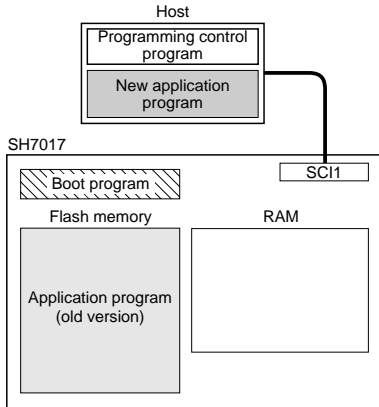 Host
Programming control
program
New application
program
SH7017
SCI1
Boot program
Flash memory
RAM
Application program
(old version)